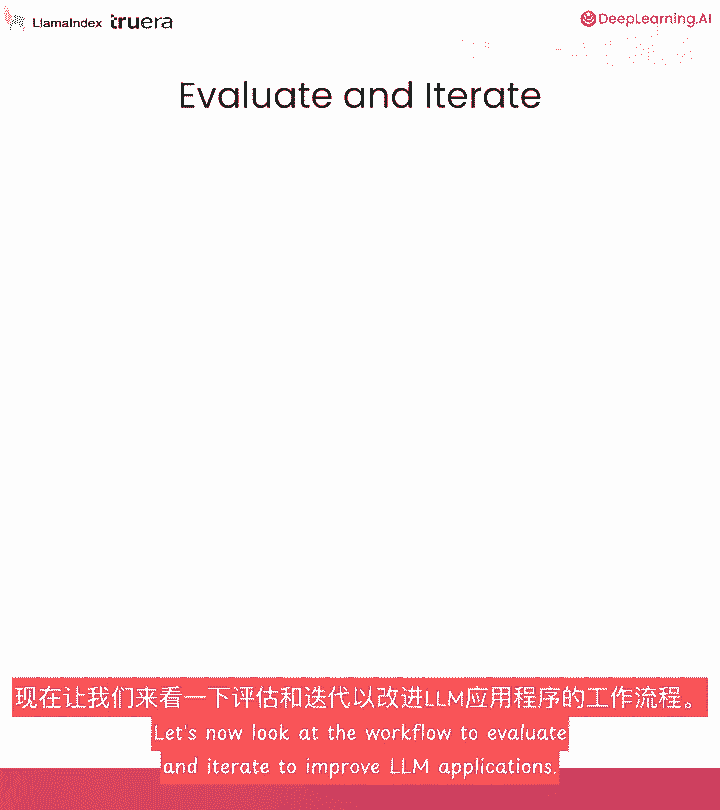 LlamaIndex truera DeepLearning.AI
Evaluate and Iterate
现在让我们来看一下评估和迭代以改进LLM应用程序的工作流程。
Let's now look at the workflow to evaluate
and iterate to improve LLM applications.